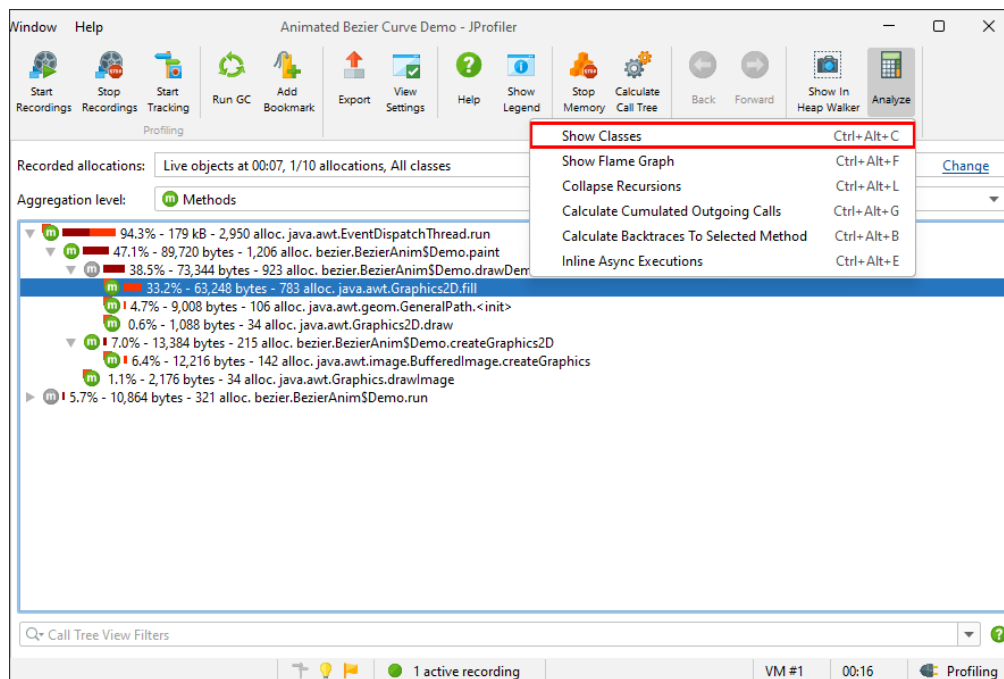 Window Help Animated Bezier Curve Demo - JProfiler
Start Recordings
Stop Recordings
Start Tracking
Run GC
Add Bookmark
Export
View Settings
Help
Show Legend
Stop Memory
Calculate Call Tree
Back
Forward
Show In Heap Walker
Analyze
Profiling
Show Classes Ctrl+Alt+C
Show Flame Graph Ctrl+Alt+F
Collapse Recursions Ctrl+Alt+L
Calculate Cumulated Outgoing Calls Ctrl+Alt+G
Calculate Backtraces To Selected Method Ctrl+Alt+B
Inline Async Executions Ctrl+Alt+E
Recorded allocations: Live objects at 00:07, 1/10 allocations, All classes Change
Aggregation level: Methods
94.3% - 179 kB - 2,950 alloc. java.awt.EventDispatchThread.run
47.1% - 89,720 bytes - 1,206 alloc. bezier.BezierAnim$Demo.paint
38.5% - 73,344 bytes - 923 alloc. bezier.BezierAnim$Demo.drawDem
33.2% - 63,248 bytes - 783 alloc. java.awt.Graphics2D.fill
4.7% - 9,008 bytes - 106 alloc. java.awt.geom.GeneralPath.<init>
0.6% - 1,088 bytes - 34 alloc. java.awt.Graphics2D.draw
7.0% - 13,384 bytes - 215 alloc. bezier.BezierAnim$Demo.createGraphics2D
6.4% - 12,216 bytes - 142 alloc. java.awt.image.BufferedImage.createGraphics
1.1% - 2,176 bytes - 34 alloc. java.awt.Graphics.drawImage
5.7% - 10,864 bytes - 321 alloc. bezier.BezierAnim$Demo.run
Call Tree View Filters
1 active recording VM #1 00:16 Profiling